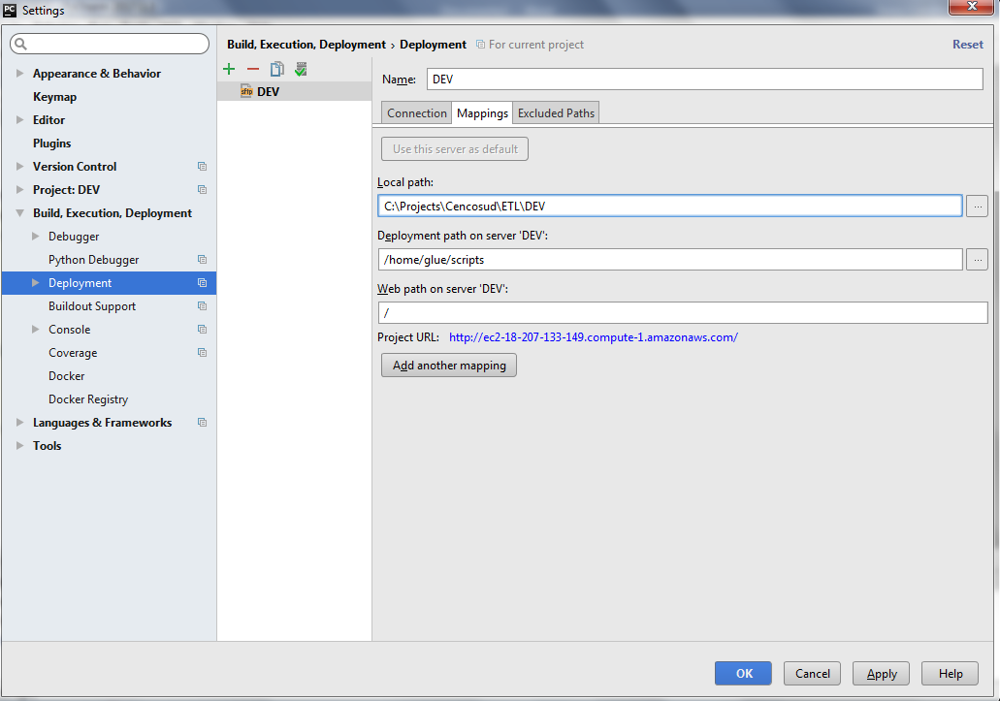 PC Settings
Build, Execution, Deployment › Deployment For current project Reset
Appearance & Behavior
Keymap
Editor
Plugins
Version Control
Project: DEV
Build, Execution, Deployment
Debugger
Python Debugger
Deployment
Buildout Support
Console
Coverage
Docker
Docker Registry
Languages & Frameworks
Tools
sftp DEV
Name: DEV
Connection Mappings Excluded Paths
Use this server as default
Local path:
C:\Projects\Cencosud\ETL\DEV ...
Deployment path on server 'DEV':
/home/glue/scripts ...
Web path on server 'DEV':
/
Project URL: http://ec2-18-207-133-149.compute-1.amazonaws.com/
Add another mapping
OK Cancel Apply Help